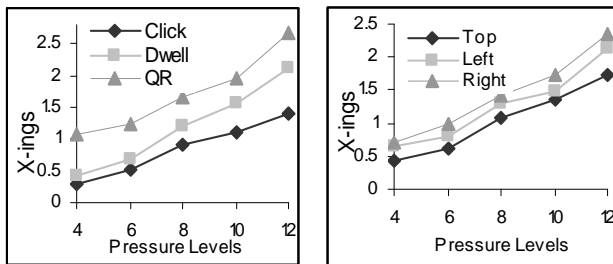 Click
Dwell
QR
2.5
2
1.5
1
0.5
0
X-ings
4 6 8 10 12
Pressure Levels
Top
Left
Right
2.5
2
1.5
1
0.5
0
X-ings
4 6 8 10 12
Pressure Levels